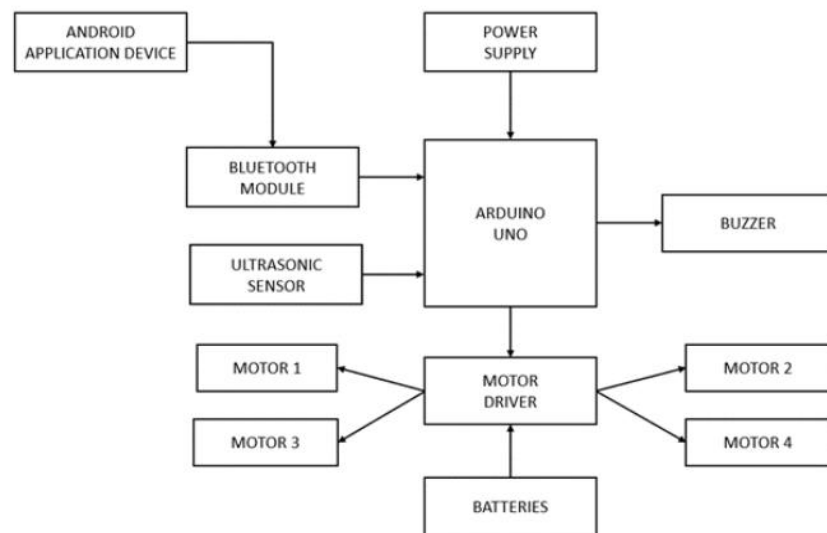 ANDROID
APPLICATION DEVICE
POWER
SUPPLY
BLUETOOTH
MODULE
ARDUINO
UNO
BUZZER
ULTRASONIC
SENSOR
MOTOR 1
MOTOR
DRIVER
MOTOR 2
MOTOR 3
MOTOR 4
BATTERIES